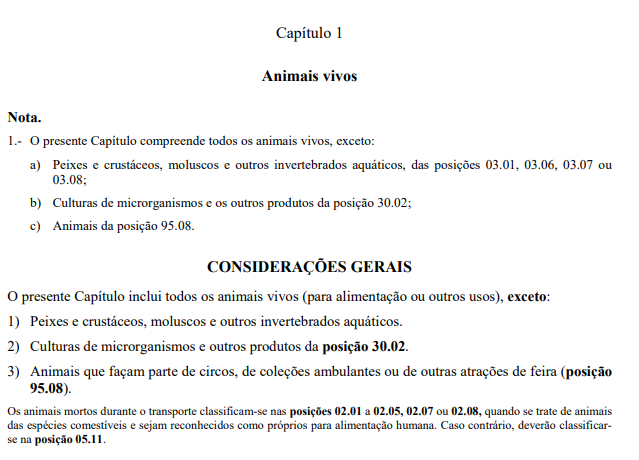 Capítulo 1
Animais vivos
Nota.
1.- O presente Capítulo compreende todos os animais vivos, exceto:
a) Peixes e crustáceos, moluscos e outros invertebrados aquáticos, das posições 03.01, 03.06, 03.07 ou
03.08;
b) Culturas de microrganismos e os outros produtos da posição 30.02;
c) Animais da posição 95.08.
CONSIDERAÇÕES GERAIS
O presente Capítulo inclui todos os animais vivos (para alimentação ou outros usos), exceto:
1) Peixes e crustáceos, moluscos e outros invertebrados aquáticos.
2) Culturas de microrganismos e outros produtos da posição 30.02.
3) Animais que façam parte de circos, de coleções ambulantes ou de outras atrações de feira (posição
95.08).
Os animais mortos durante o transporte classificam-se nas posições 02.01 a 02.05, 02.07 ou 02.08, quando se trate de animais
das espécies comestíveis e sejam reconhecidos como próprios para alimentação humana. Caso contrário, deverão classificar-
se na posição 05.11.